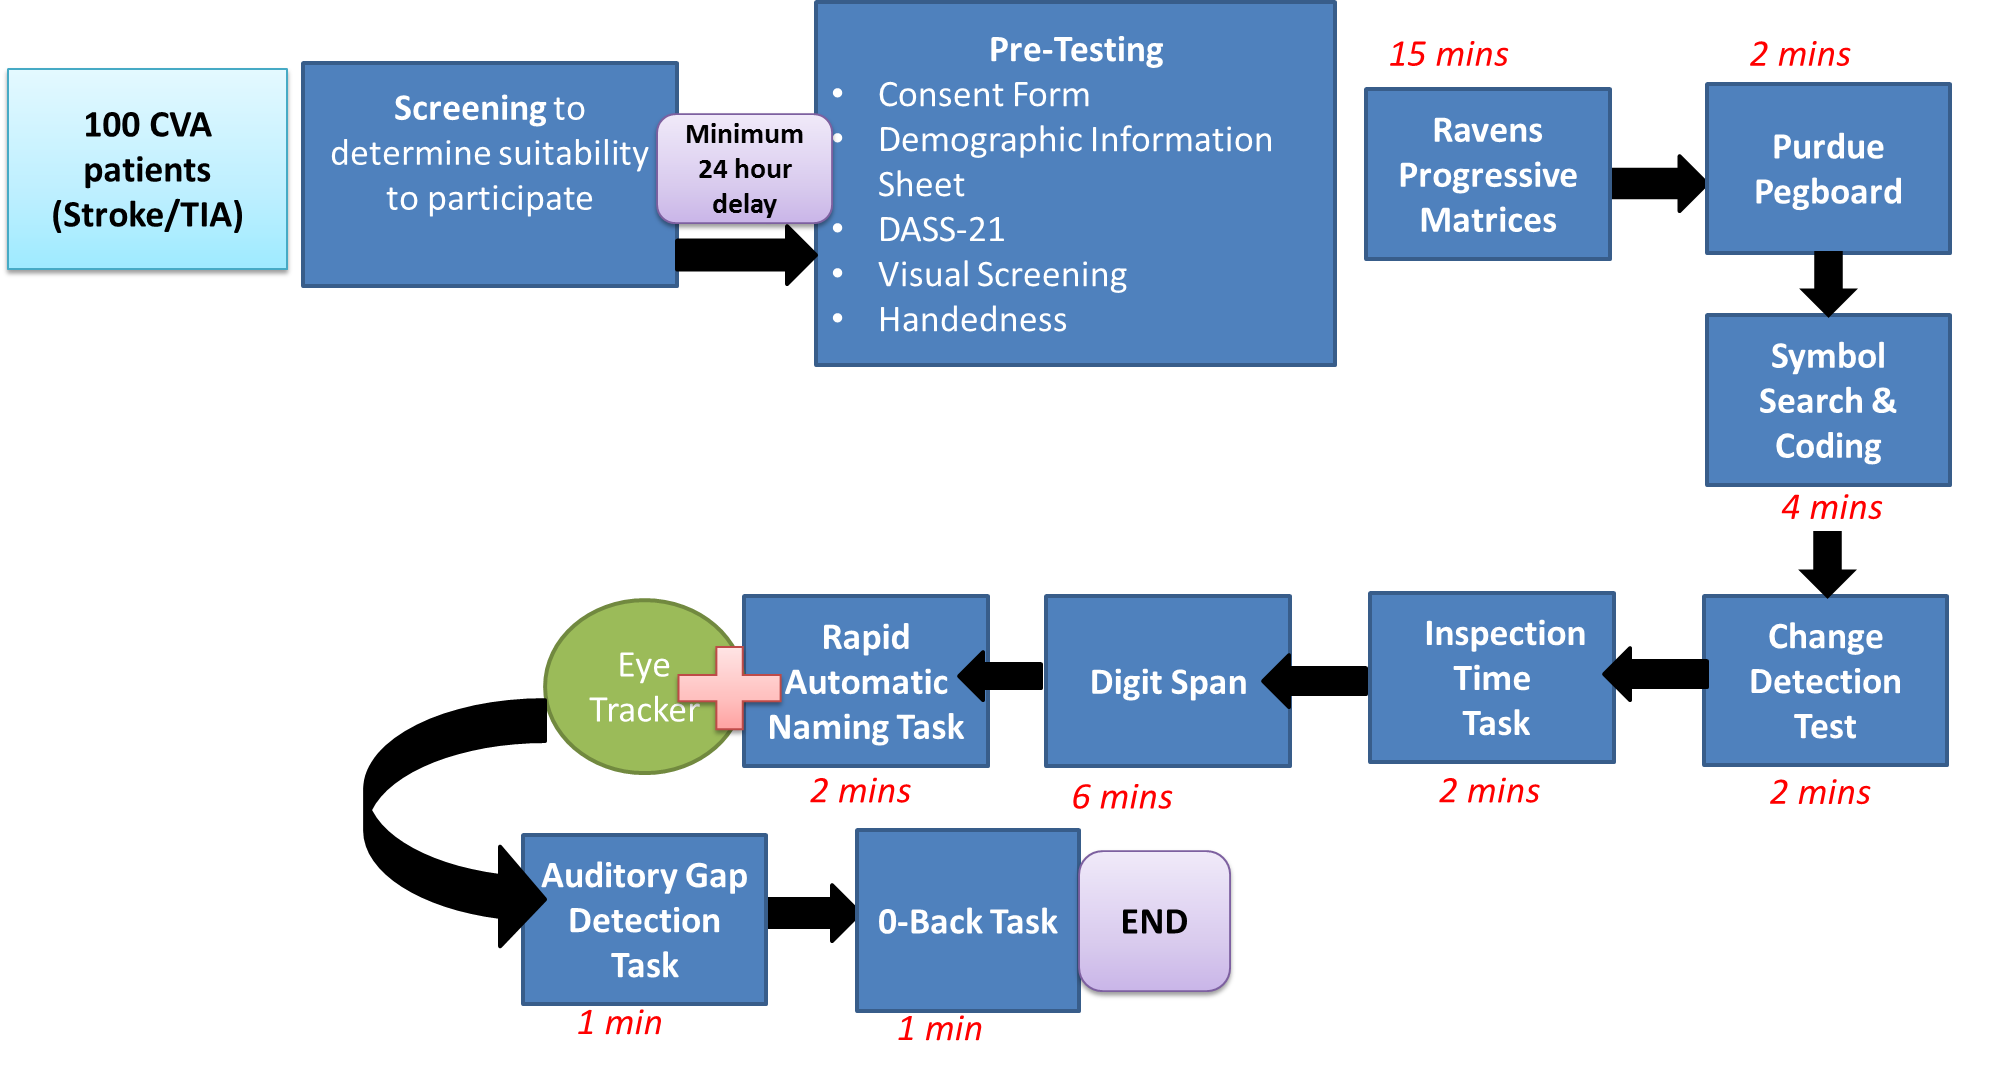 100 CVA
patients
(Stroke/TIA)
Screening to
determine suitability
to participate
Minimum
24 hour
delay
Pre-Testing
• Consent Form
• Demographic Information
Sheet
• DASS-21
• Visual Screening
• Handedness
15 mins
Ravens
Progressive
Matrices
2 mins
Purdue
Pegboard
Symbol
Search &
Coding
4 mins
Change
Detection
Test
2 mins
Inspection
Time
Task
2 mins
Digit Span
6 mins
Rapid
Automatic
Naming Task
2 mins
Eye
Tracker
Auditory Gap
Detection
Task
1 min
0-Back Task
1 min
END